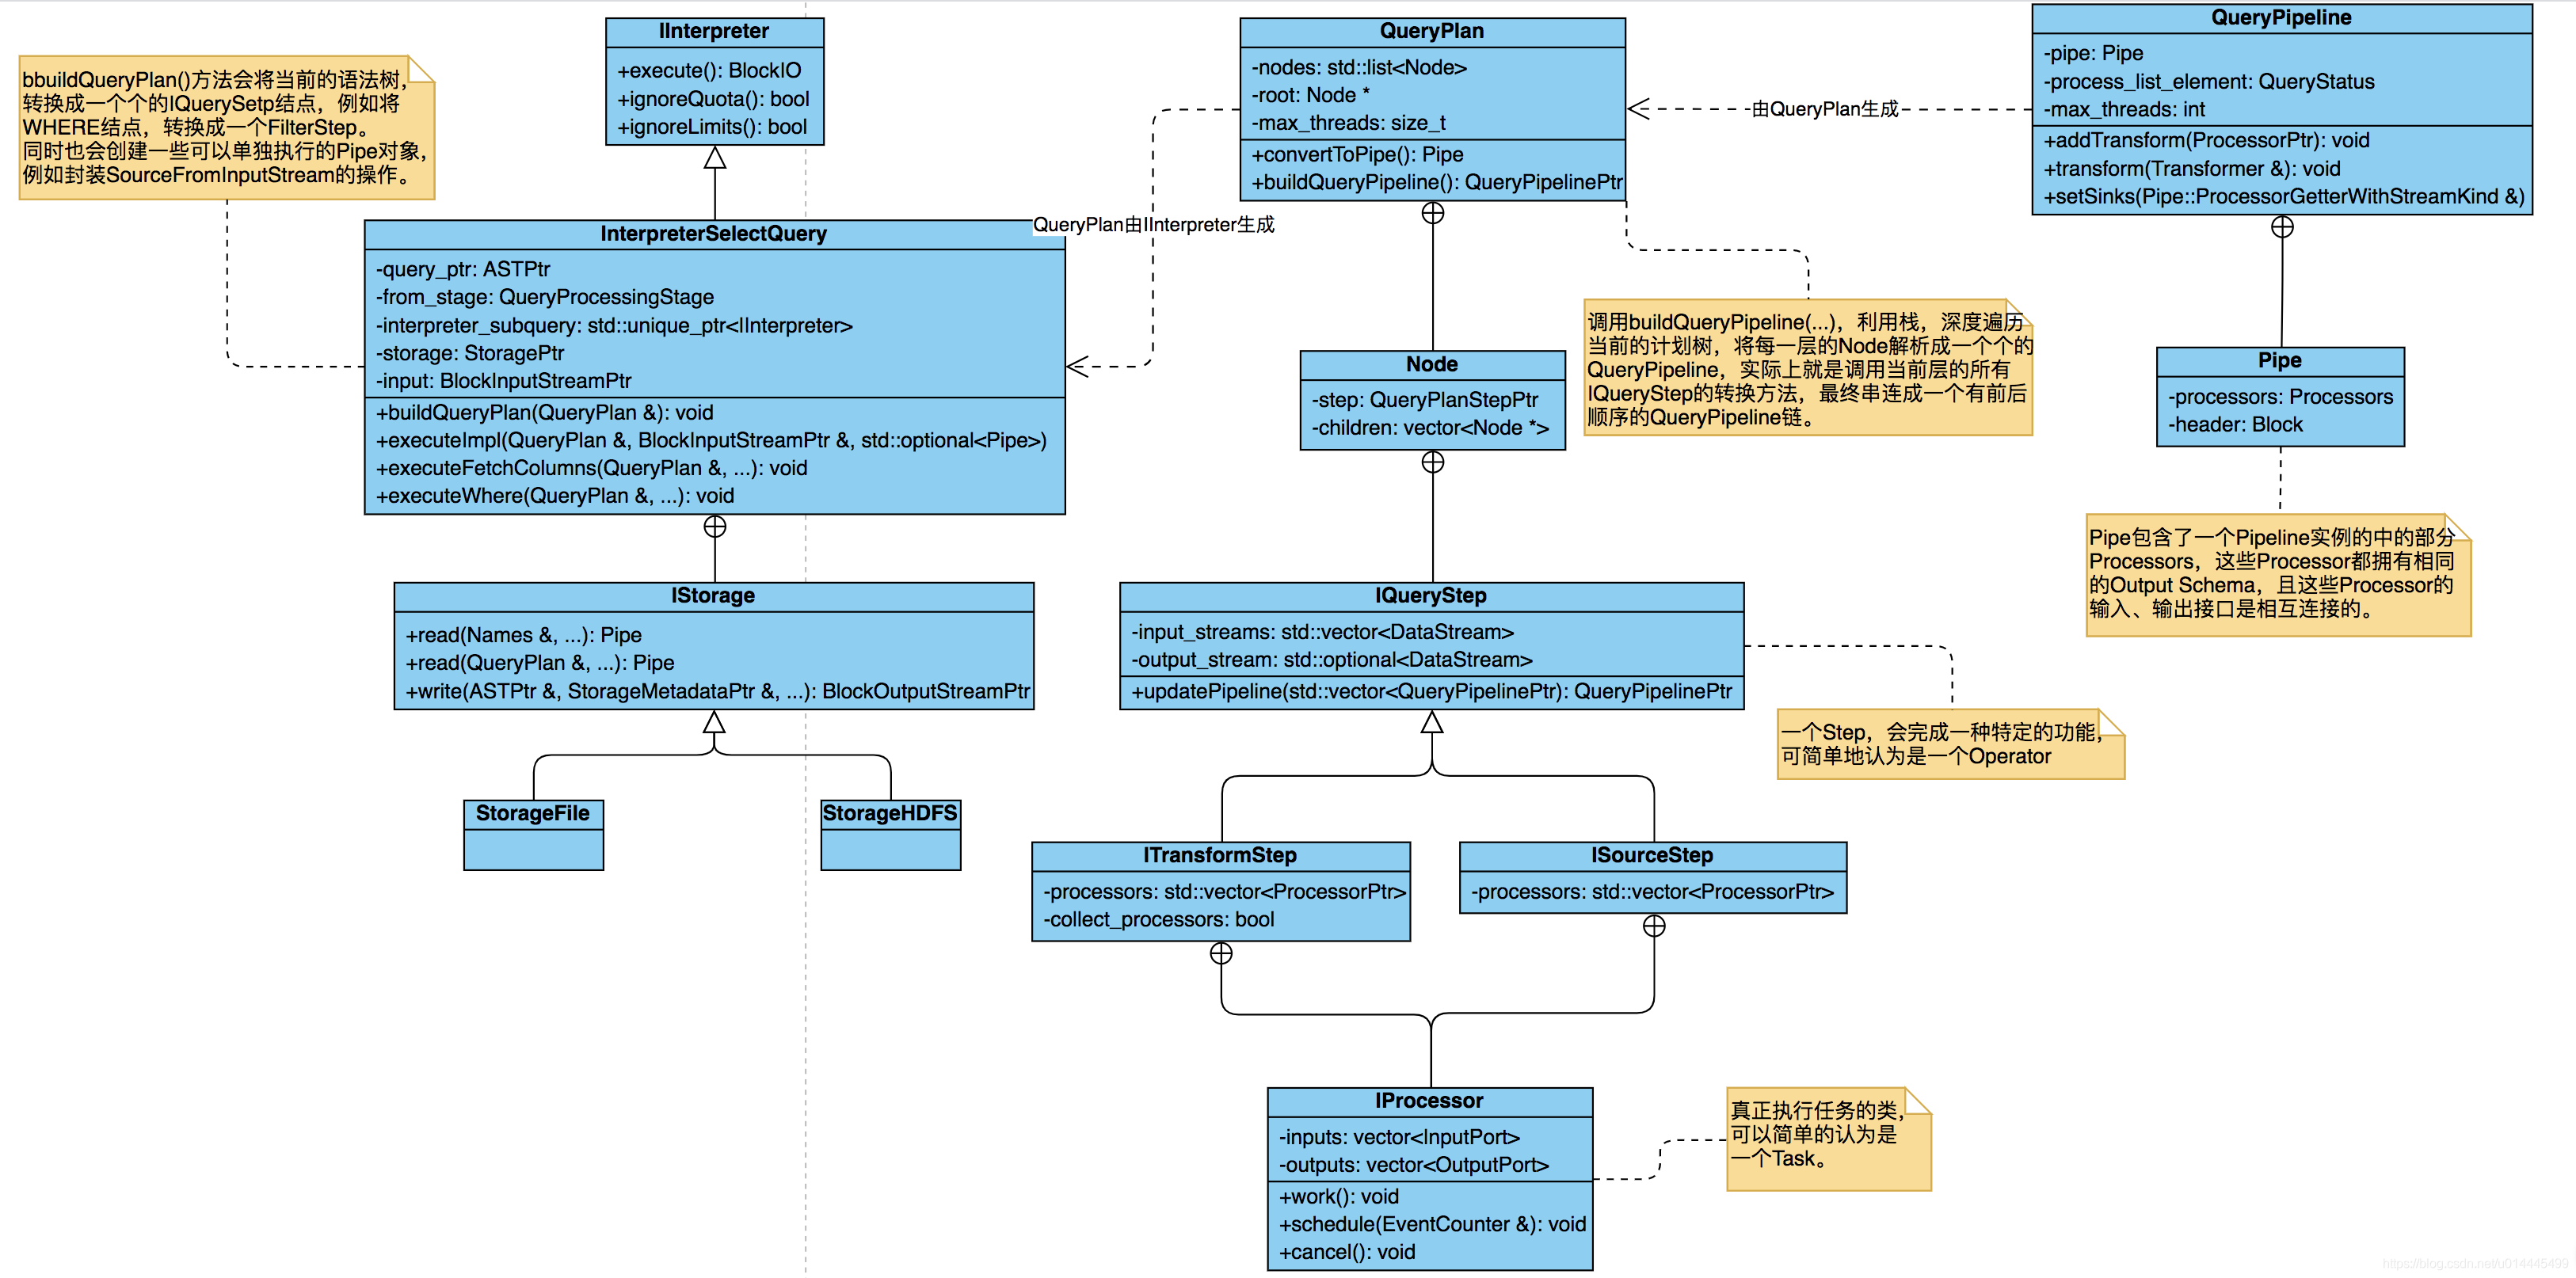 bbuildQueryPlan()方法会将当前的语法树，
转换成一个个的IQuerySetp结点，例如将
WHERE结点，转换成一个FilterStep。
同时也会创建一些可以单独执行的Pipe对象，
例如封装SourceFromInputStream的操作。
IInterpreter
+execute(): BlockIO
+ignoreQuota(): bool
+ignoreLimits(): bool
InterpreterSelectQuery
-query_ptr: ASTPtr
-from_stage: QueryProcessingStage
-interpreter_subquery: std::unique_ptr<IInterpreter>
-storage: StoragePtr
-input: BlockInputStreamPtr
+buildQueryPlan(QueryPlan &): void
+executeImpl(QueryPlan &, BlockInputStreamPtr &, std::optional<Pipe>)
+executeFetchColumns(QueryPlan &, ...): void
+executeWhere(QueryPlan &, ...): void
IStorage
+read(Names &, ...): Pipe
+read(QueryPlan &, ...): Pipe
+write(ASTPtr &, StorageMetadataPtr &, ...): BlockOutputStreamPtr
StorageFile
StorageHDFS
QueryPlan由IInterpreter生成
QueryPlan
-nodes: std::list<Node>
-root: Node *
-max_threads: size_t
+convertToPipe(): Pipe
+buildQueryPipeline(): QueryPipelinePtr
由QueryPlan生成
Node
-step: QueryPlanStepPtr
-children: vector<Node *>
调用buildQueryPipeline(...)，利用栈，深度遍历
当前的计划树，将每一层的Node解析成一个个的
QueryPipeline，实际上就是调用当前层的所有
IQueryStep的转换方法，最终串连成一个有前后
顺序的QueryPipeline链。
IQueryStep
-input_streams: std::vector<DataStream>
-output_stream: std::optional<DataStream>
+updatePipeline(std::vector<QueryPipelinePtr): QueryPipelinePtr
一个Step，会完成一种特定的功能，
可简单地认为是一个Operator
ITransformStep
-processors: std::vector<ProcessorPtr>
-collect_processors: bool
ISourceStep
-processors: std::vector<ProcessorPtr>
IProcessor
-inputs: vector<InputPort>
-outputs: vector<OutputPort>
+work(): void
+schedule(EventCounter &): void
+cancel(): void
真正执行任务的类，
可以简单的认为是
一个Task。
QueryPipeline
-pipe: Pipe
-process_list_element: QueryStatus
-max_threads: int
+addTransform(ProcessorPtr): void
+transform(Transformer &): void
+setSinks(Pipe::ProcessorGetterWithStreamKind &)
Pipe
-processors: Processors
-header: Block
Pipe包含了一个Pipeline实例的中的部分
Processors，这些Processor都拥有相同
的Output Schema，且这些Processor的
输入、输出接口是相互连接的。
https://blog.csdn.net/u014445499